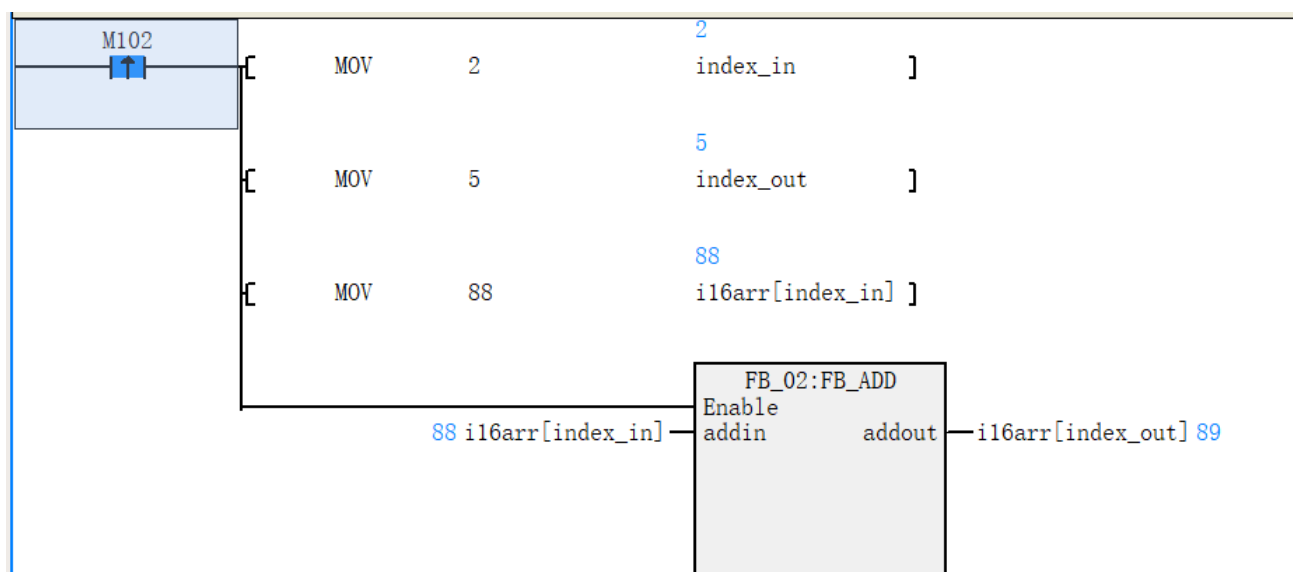 M102
2
MOV 2 index_in
5
MOV 5 index_out
88
MOV 88 i16arr[index_in]
FB_02:FB_ADD
Enable
88 i16arr[index_in] addin addout i16arr[index_out] 89